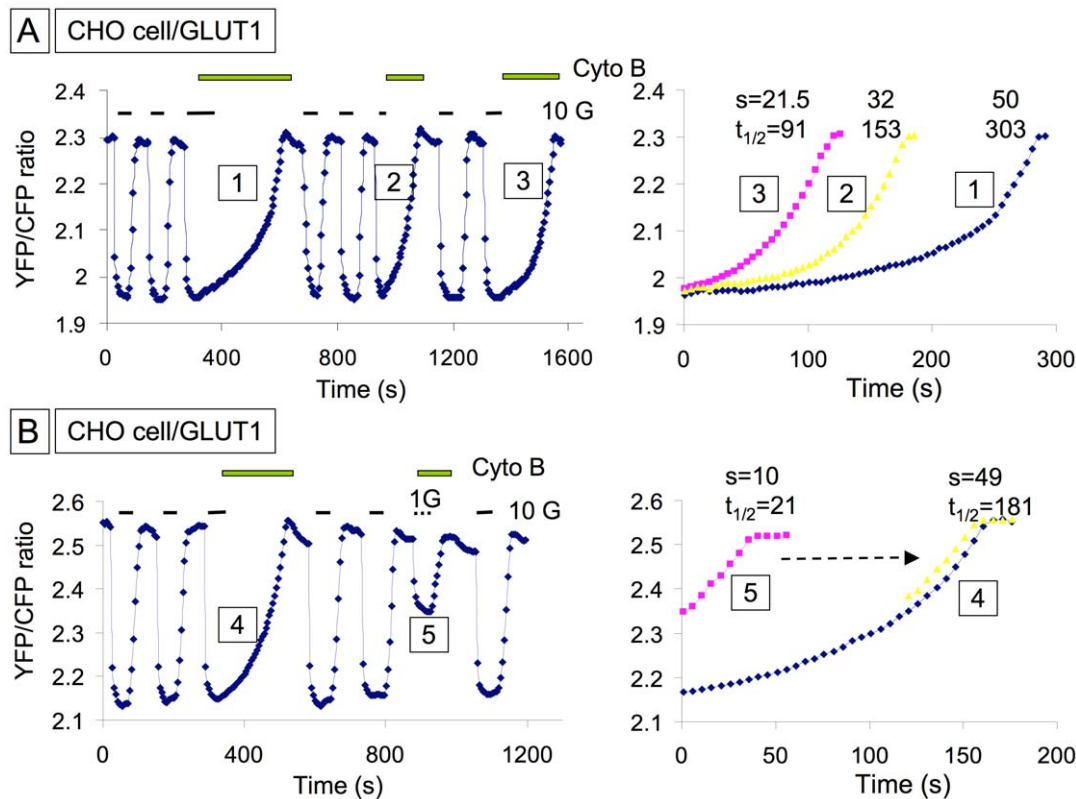 A CHO cell/GLUT1
Cyto B
10 G
YFP/CFP ratio
2.4
2.3
2.2
2.1
2
1.9
1
2
3
0 400 800 1200 1600
Time (s)
s=21.5 32 50
t1/2=91 153 303
2.4
2.3
2.2
2.1
2
1.9
3
2
1
0 100 200 300
Time (s)
B CHO cell/GLUT1
Cyto B
1G
10 G
YFP/CFP ratio
2.6
2.5
2.4
2.3
2.2
2.1
4
5
0 400 800 1200
Time (s)
s=10 s=49
t1/2=21 t1/2=181
2.6
2.5
2.4
2.3
2.2
2.1
5
4
0 50 100 150 200
Time (s)